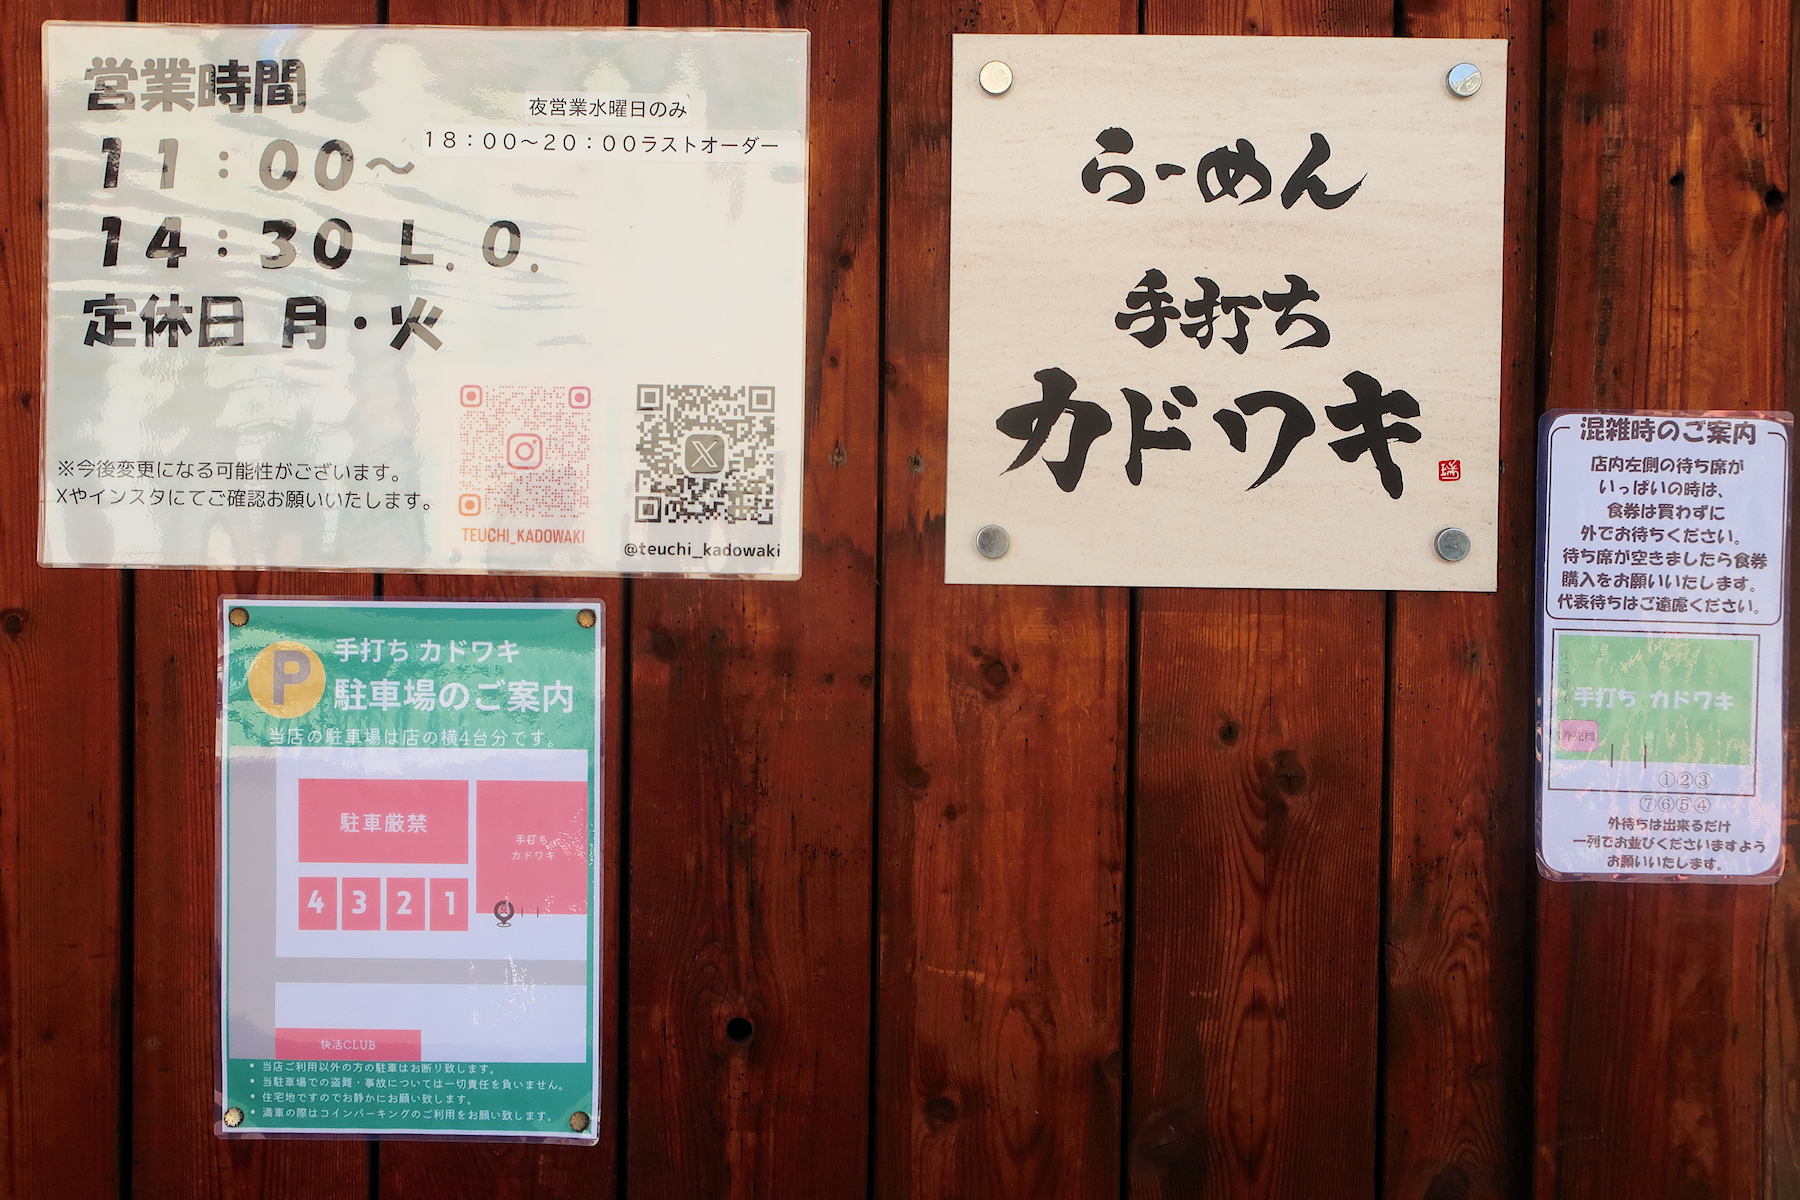 営業時間
11:00～
14:30 L.O.
定休日 月・火
夜営業水曜日のみ
18：00～20：00ラストオーダー
※今後変更になる可能性がございます。
Xやインスタにてご確認お願いいたします。
TEUCHI_KADOWAKI
@teuchi_kadowaki
らーめん
手打ち
カドワキ
P
手打ち カドワキ
駐車場のご案内
当店の駐車場は店の横4台分です。
駐車厳禁
手打ち
カドワキ
4 3 2 1
快活CLUB
• 当店ご利用以外の方の駐車はお断り致します。
• 当駐車場での盗難・事故については一切責任を負いません。
• 住宅地ですのでお静かにお願い致します。
• 満車の際はコインパーキングのご利用をお願い致します。
混雑時のご案内
店内左側の待ち席が
いっぱいの時は、
食券は買わずに
外でお待ちください。
待ち席が空きましたら食券
購入をお願いいたします。
代表待ちはご遠慮ください。
手打ち カドワキ
券売機
①②③
⑦⑥⑤④
外待ちは出来るだけ
一列でお並びくださいますよう
お願いいたします。